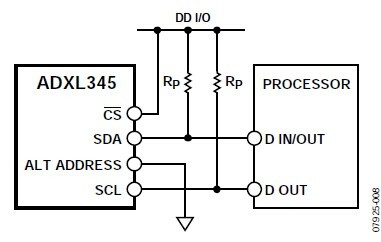 DD I/O
ADXL345
RP
RP
PROCESSOR
CS
SDA
D IN/OUT
ALT ADDRESS
SCL
D OUT
07925-008